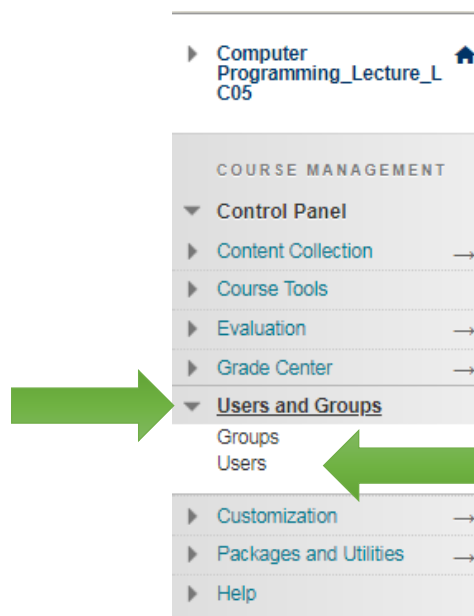 Computer
Programming_Lecture_L
C05
COURSE MANAGEMENT
Control Panel
Content Collection
Course Tools
Evaluation
Grade Center
Users and Groups
Groups
Users
Customization
Packages and Utilities
Help